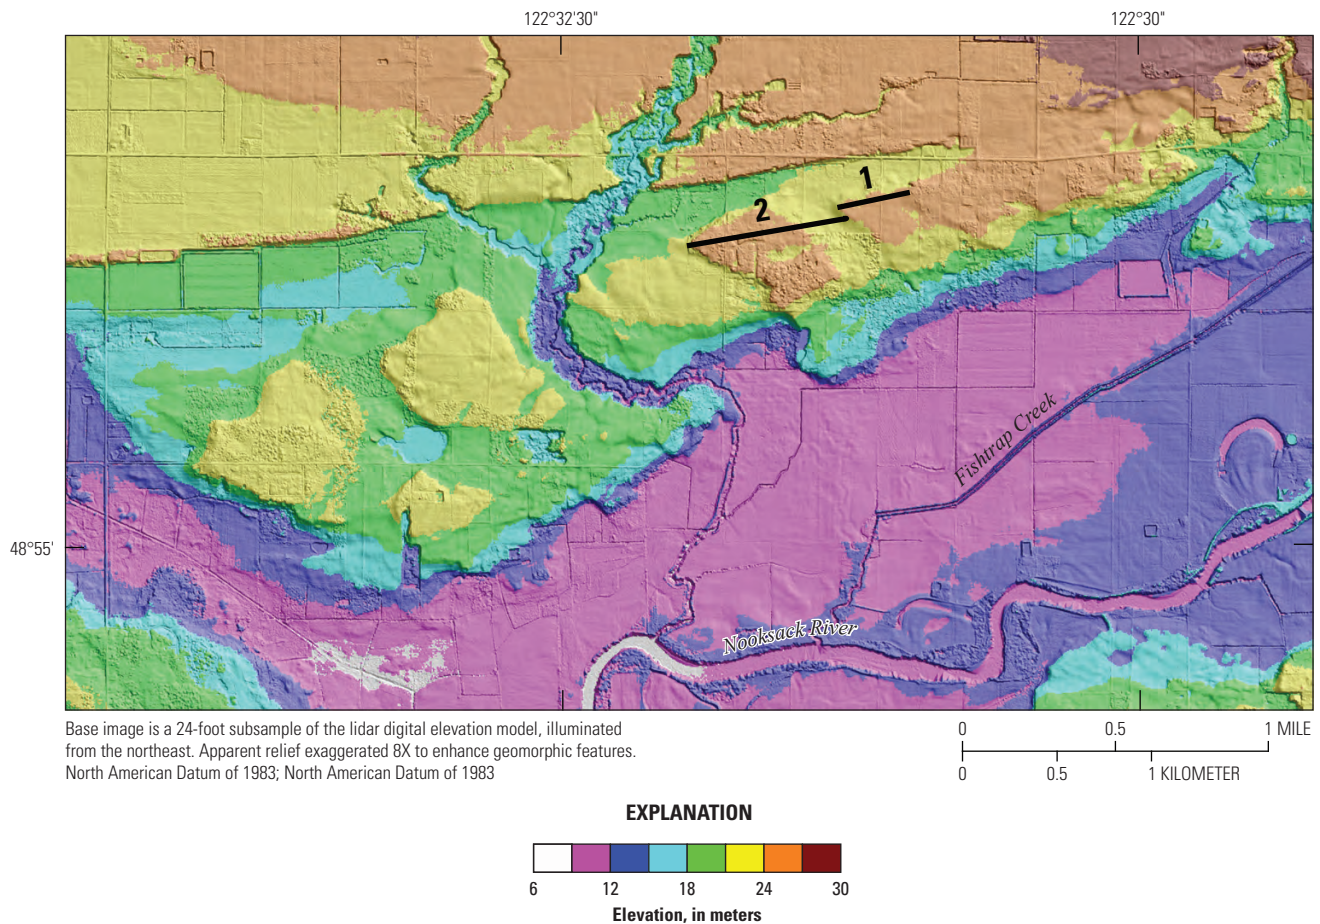 122°32'30"
122°30"
1
2
Fishtrap Creek
48°55'
Nooksack River
Base image is a 24-foot subsample of the lidar digital elevation model, illuminated
from the northeast. Apparent relief exaggerated 8X to enhance geomorphic features.
North American Datum of 1983; North American Datum of 1983
0 0.5 1 MILE
0 0.5 1 KILOMETER
EXPLANATION
6 12 18 24 30
Elevation, in meters